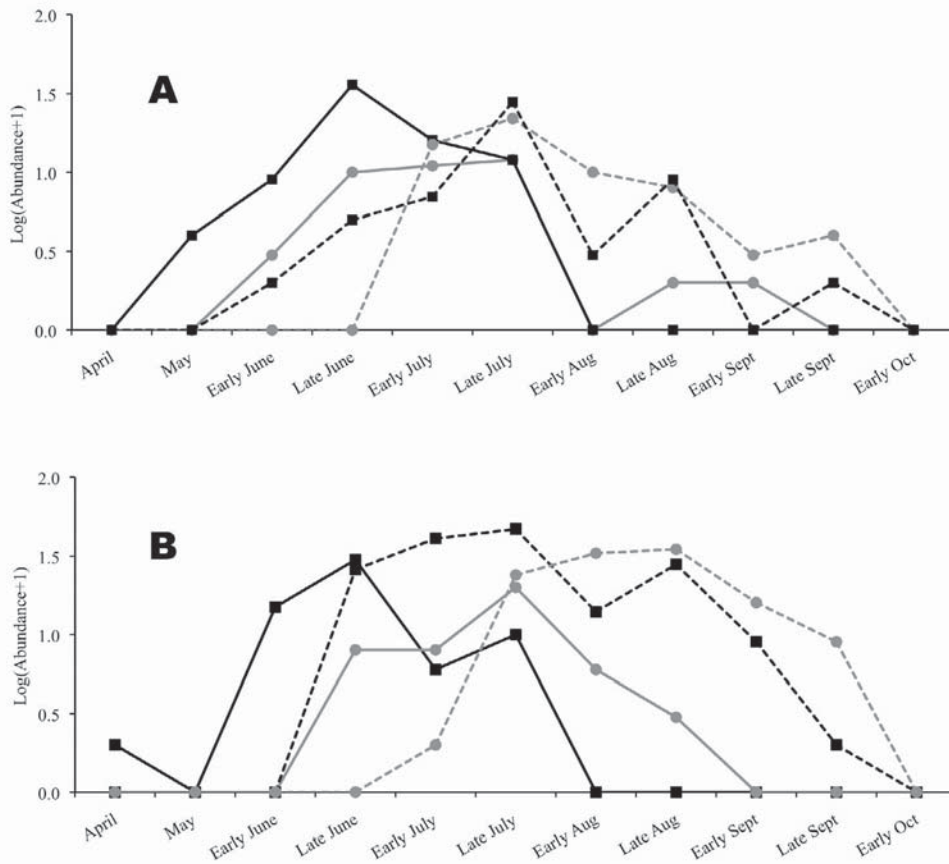 A
2.0
1.5
1.0
0.5
0.0
Log(Abundance+1)
April
May
Early June
Late June
Early July
Late July
Early Aug
Late Aug
Early Sept
Late Sept
Early Oct
B
2.0
1.5
1.0
0.5
0.0
Log(Abundance+1)
April
May
Early June
Late June
Early July
Late July
Early Aug
Late Aug
Early Sept
Late Sept
Early Oct